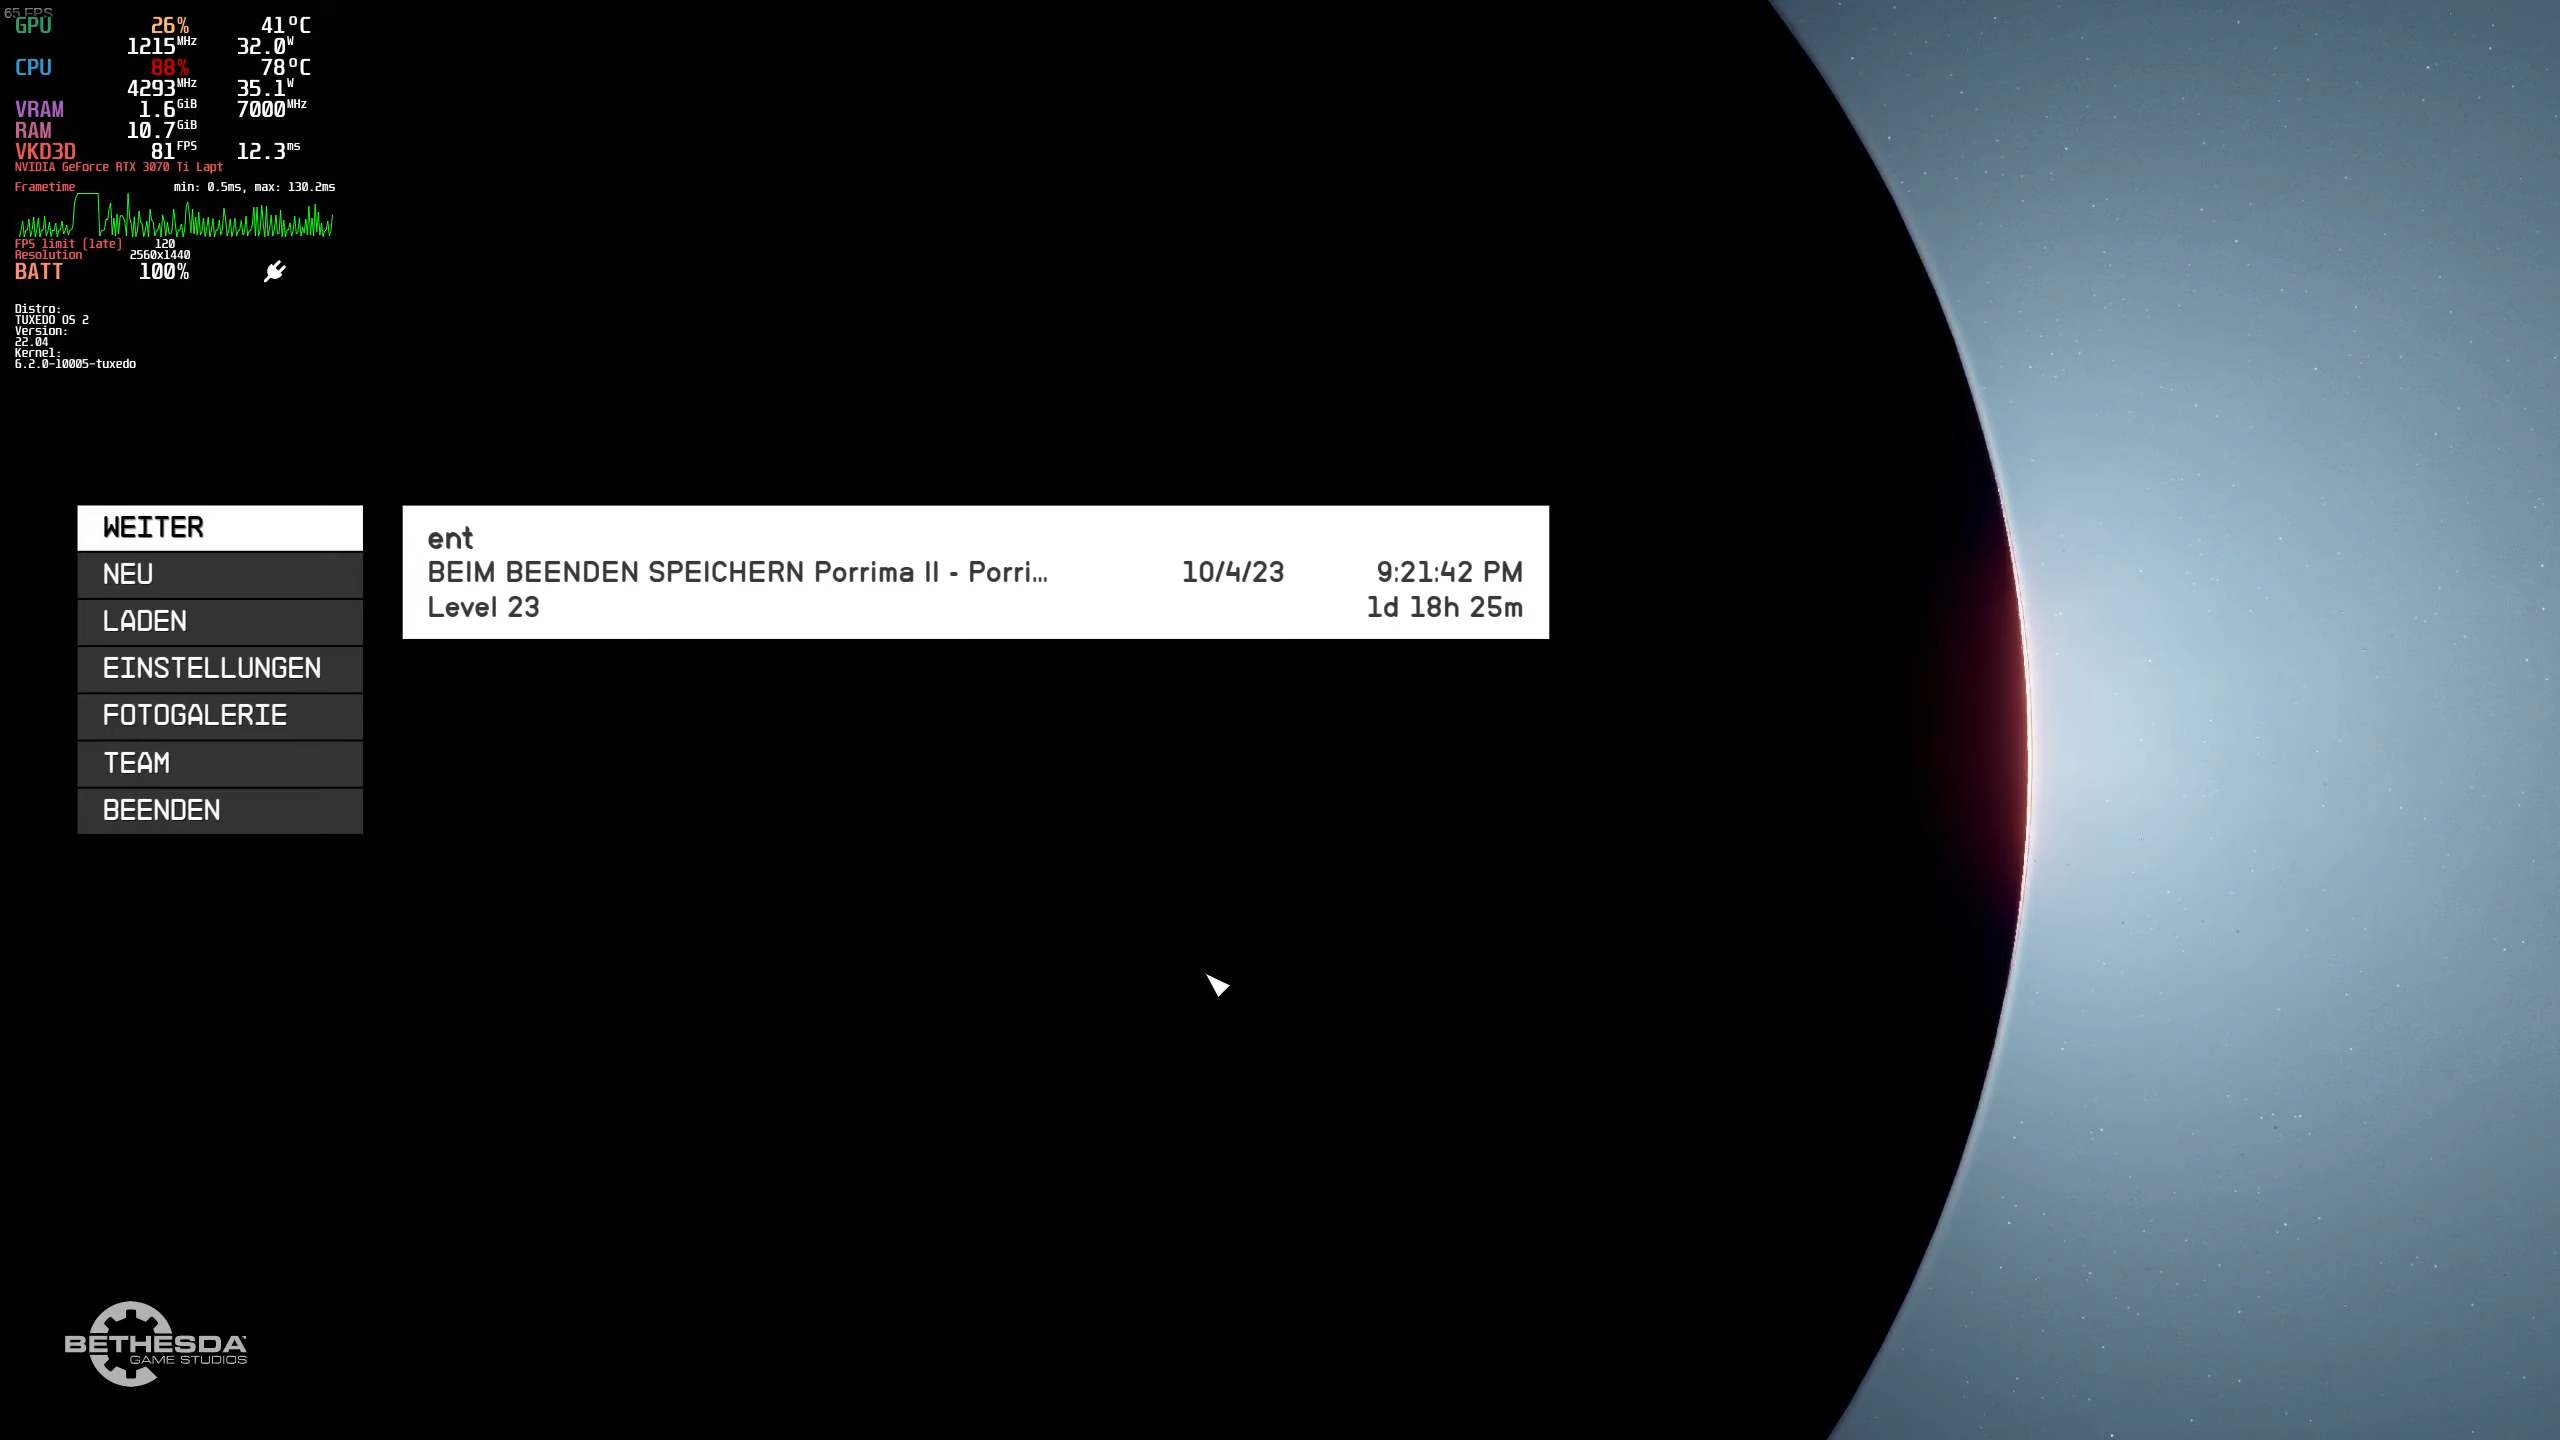 65 FPS
GPU 26% 41°C
1215MHz 32.0W
CPU 88% 78°C
4293MHz 35.1W
VRAM 1.6GiB 7000MHz
RAM 10.7GiB
VKD3D 81FPS 12.3ms
NVIDIA GeForce RTX 3070 Ti Lapt
Frametime min: 0.5ms, max: 130.2ms
FPS limit (late) 120
Resolution 2560x1440
BATT 100%
Distro:
TUXEDO OS 2
Version:
22.04
Kernel:
6.2.0-10005-tuxedo
WEITER
NEU
LADEN
EINSTELLUNGEN
FOTOGALERIE
TEAM
BEENDEN
ent
BEIM BEENDEN SPEICHERN Porrima II - Porri... 10/4/23 9:21:42 PM
Level 23 1d 18h 25m
BETHESDA™
GAME STUDIOS